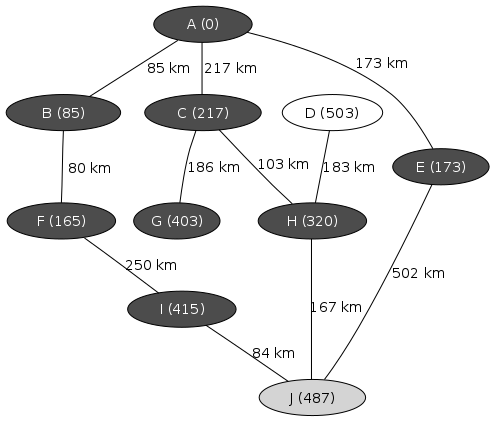 A (0)
85 km
217 km
173 km
B (85)
C (217)
D (503)
E (173)
80 km
186 km
103 km
183 km
F (165)
G (403)
H (320)
250 km
502 km
I (415)
167 km
84 km
J (487)